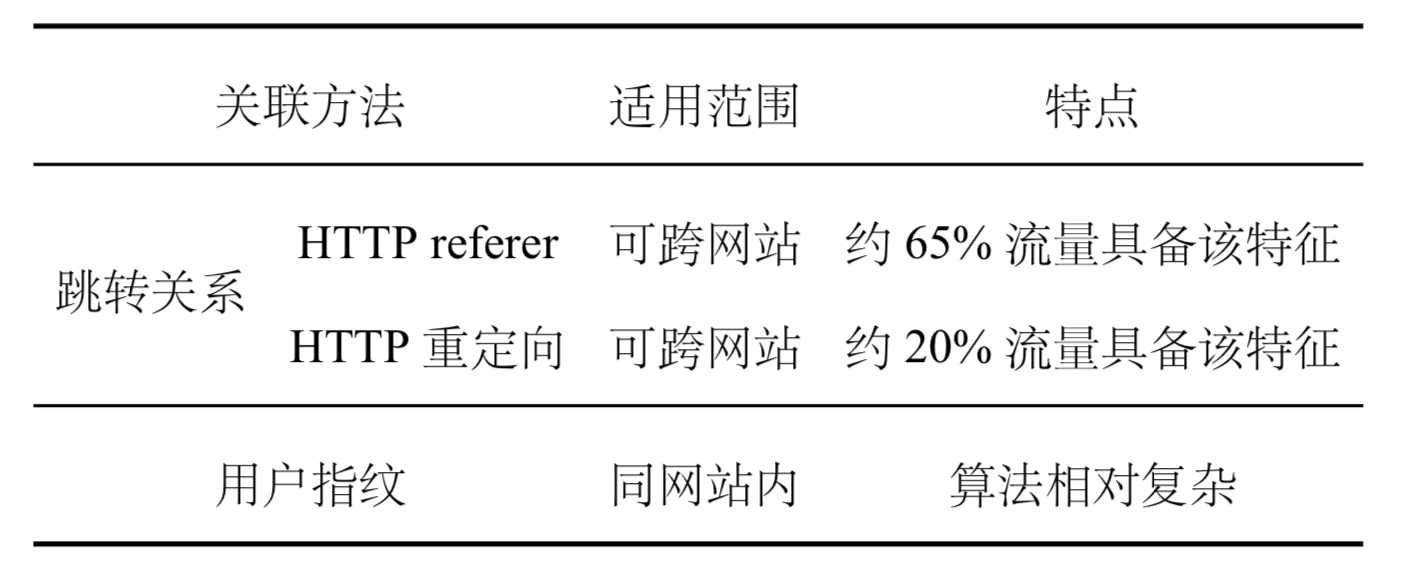 关联方法 适用范围 特点
HTTP referer 可跨网站 约 65% 流量具备该特征
跳转关系
HTTP 重定向 可跨网站 约 20% 流量具备该特征
用户指纹 同网站内 算法相对复杂